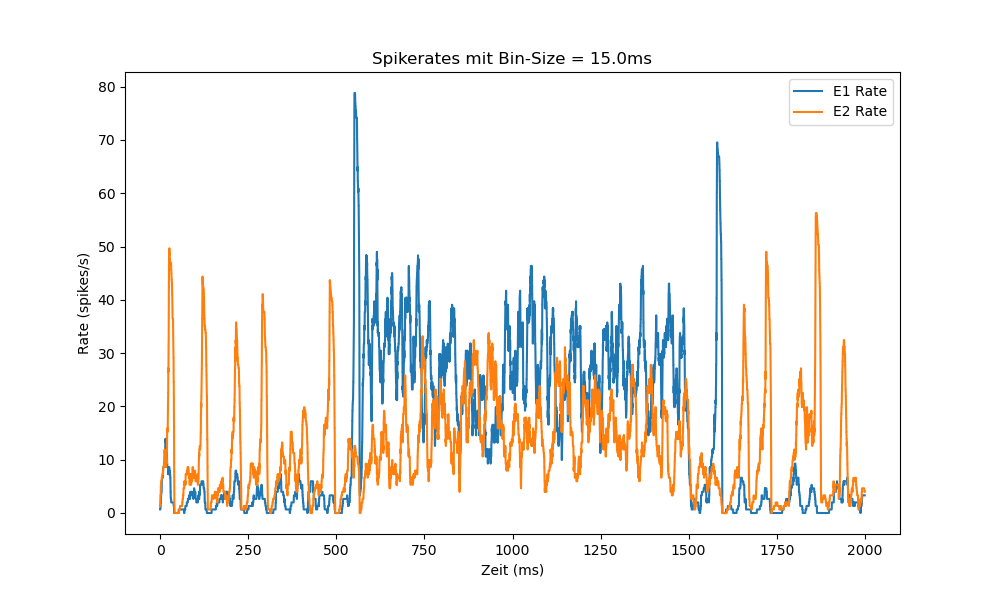 Spikerates mit Bin-Size = 15.0ms
E1 Rate
E2 Rate
Rate (spikes/s)
80
70
60
50
40
30
20
10
0
0 250 500 750 1000 1250 1500 1750 2000
Zeit (ms)